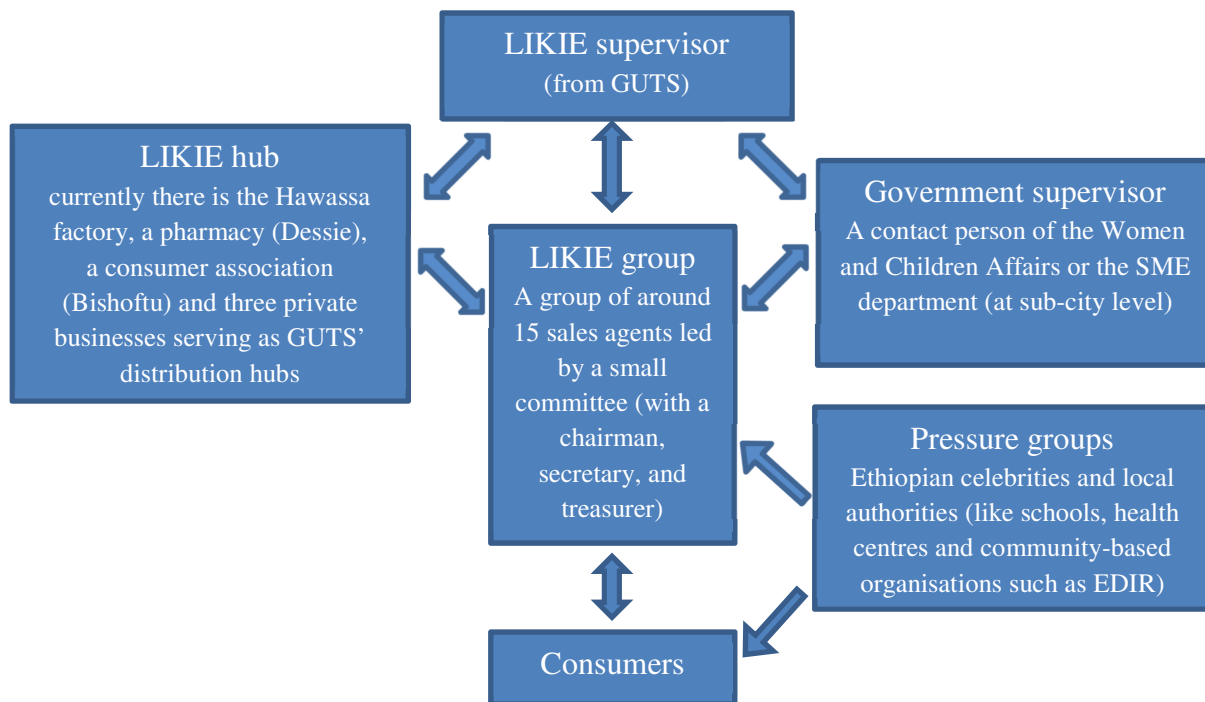 LIKIE supervisor
(from GUTS)
LIKIE hub
currently there is the Hawassa
factory, a pharmacy (Dessie),
a consumer association
(Bishoftu) and three private
businesses serving as GUTS’
distribution hubs
LIKIE group
A group of around
15 sales agents led
by a small
committee (with a
chairman,
secretary, and
treasurer)
Government supervisor
A contact person of the Women
and Children Affairs or the SME
department (at sub-city level)
Pressure groups
Ethiopian celebrities and local
authorities (like schools, health
centres and community-based
organisations such as EDIR)
Consumers